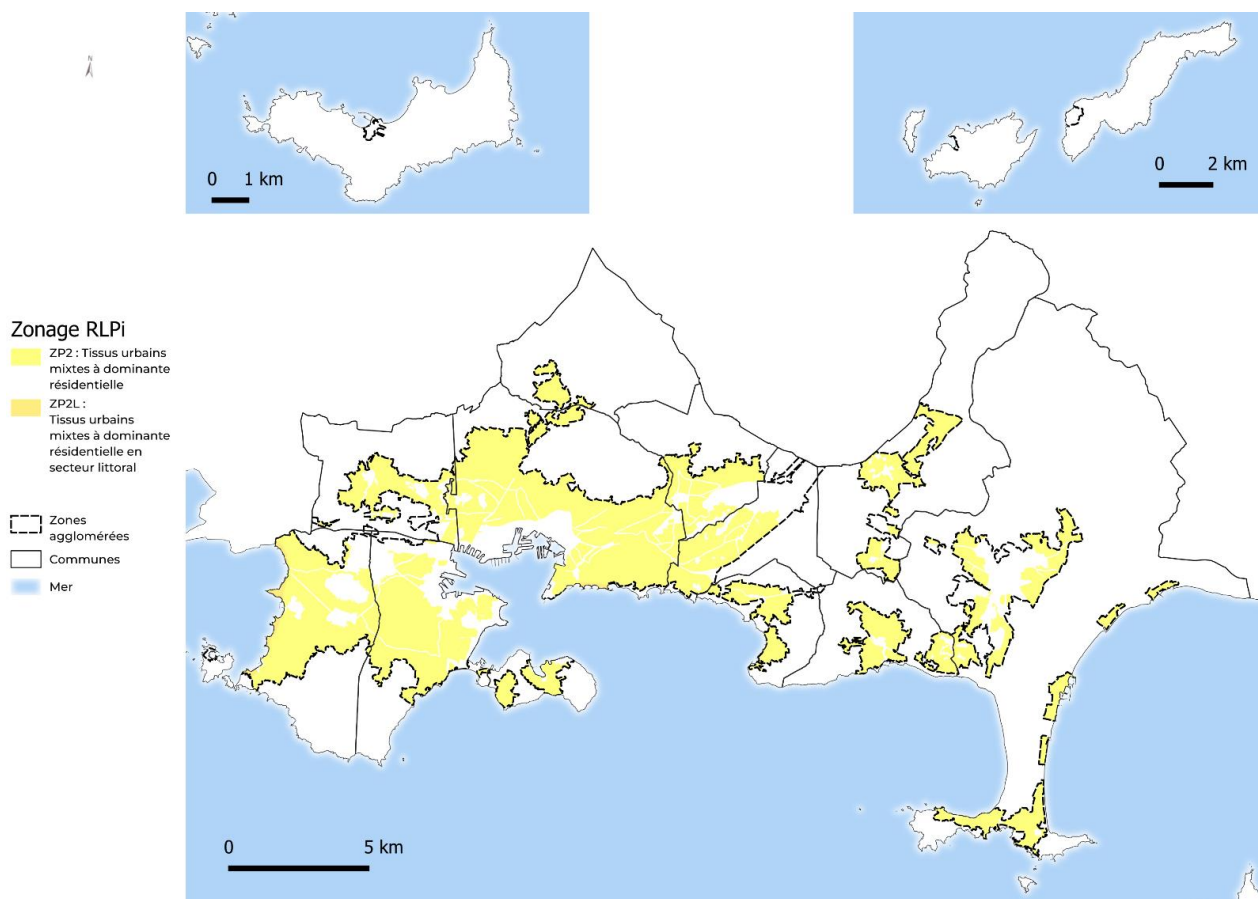 N
0 1 km
0 2 km
Zonage RLPi
ZP2 : Tissus urbains
mixtes à dominante
résidentielle
ZP2L :
Tissus urbains
mixtes à dominante
résidentielle en
secteur littoral
Zones
agglomérées
Communes
Mer
0 5 km